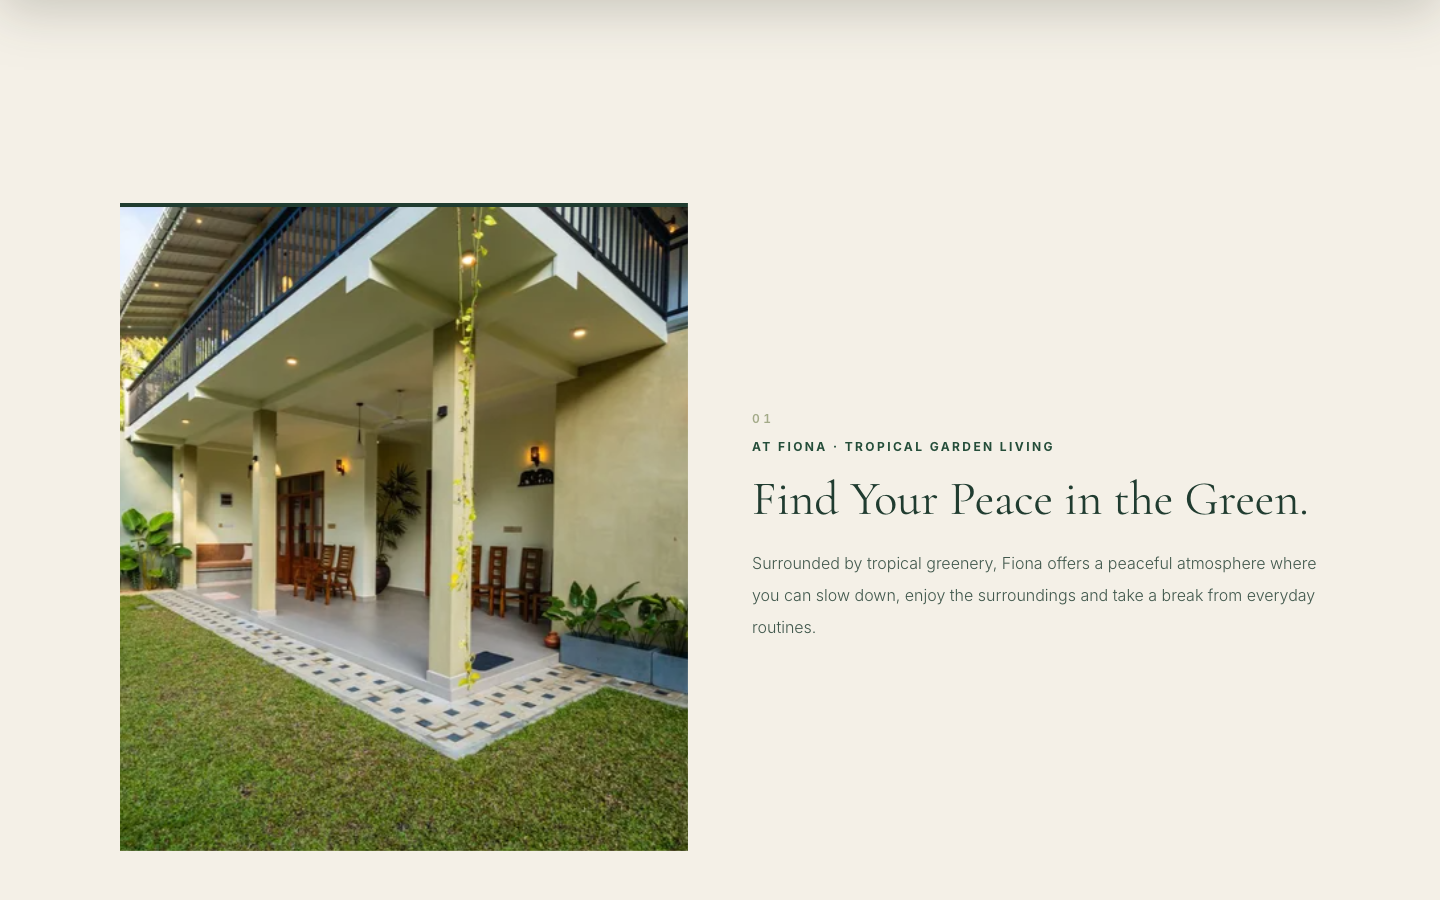 01
AT FIONA · TROPICAL GARDEN LIVING
Find Your Peace in the Green.
Surrounded by tropical greenery, Fiona offers a peaceful atmosphere where
you can slow down, enjoy the surroundings and take a break from everyday
routines.